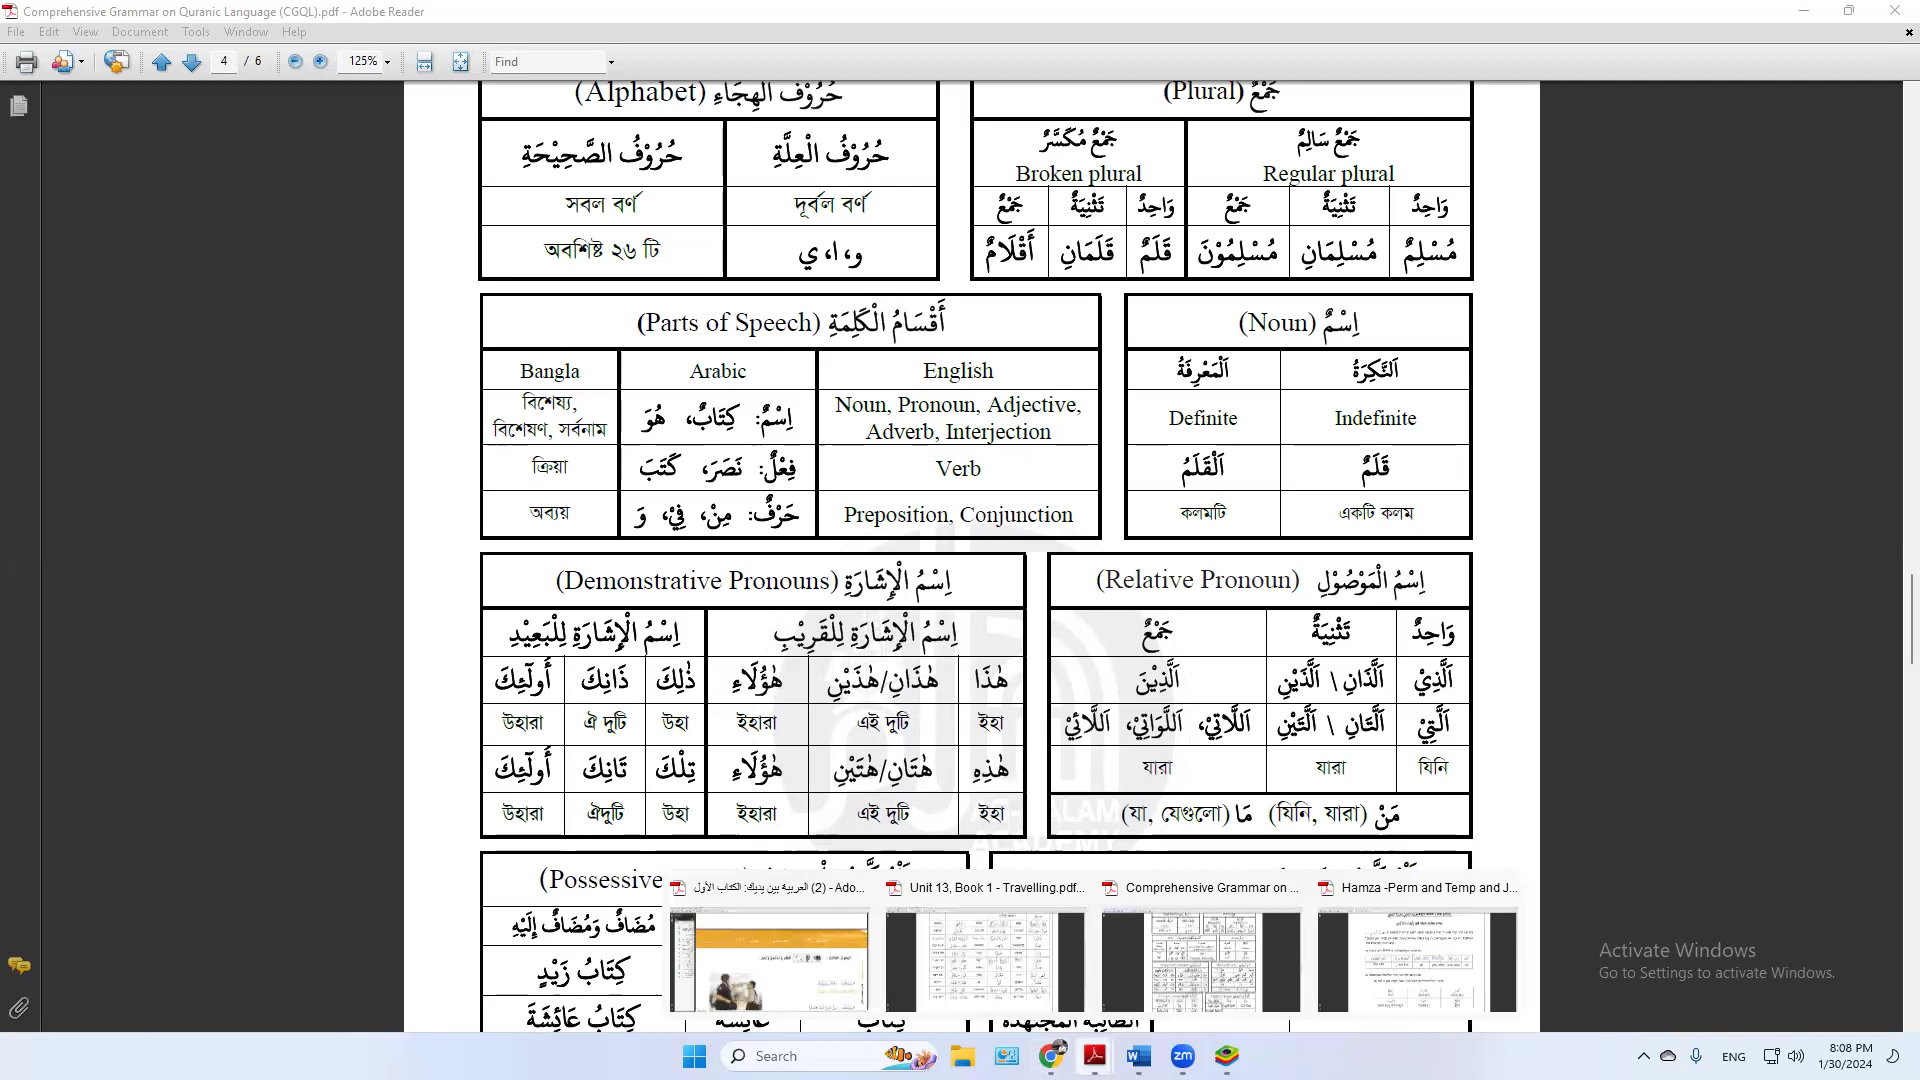 Comprehensive Grammar on Quranic Language (CGQL).pdf - Adobe Reader
File Edit View Document Tools Window Help
4 / 6 125% Find
(Alphabet) حُرُوْفُ الْهِجَاءِ
حُرُوْفُ الصَّحِيْحَةِ حُرُوْفُ الْعِلَّةِ
সবল বর্ণ দূর্বল বর্ণ
অবশিষ্ট ২৬ টি و، ا، ي
(Plural) جَمْعٌ
جَمْعٌ مُكَسَّرٌ جَمْعٌ سَالِمٌ
Broken plural Regular plural
جَمْعٌ تَثْنِيَةٌ وَاحِدٌ جَمْعٌ تَثْنِيَةٌ وَاحِدٌ
أَقْلَامٌ قَلَمَانِ قَلَمٌ مُسْلِمُوْنَ مُسْلِمَانِ مُسْلِمٌ
(Parts of Speech) أَقْسَامُ الْكَلِمَةِ
Bangla Arabic English
বিশেষ্য,
বিশেষণ, সর্বনাম اِسْمٌ: كِتَابٌ، هُوَ Noun, Pronoun, Adjective,
Adverb, Interjection
ক্রিয়া فِعْلٌ: نَصَرَ، كَتَبَ Verb
অব্যয় حَرْفٌ: مِنْ، فِيْ، وَ Preposition, Conjunction
(Noun) اِسْمٌ
اَلْمَعْرِفَةُ اَلنَّكِرَةُ
Definite Indefinite
اَلْقَلَمُ قَلَمٌ
কলমটি একটি কলম
(Demonstrative Pronouns) اِسْمُ الْإِشَارَةِ
اِسْمُ الْإِشَارَةِ لِلْبَعِيْدِ اِسْمُ الْإِشَارَةِ لِلْقَرِيْبِ
أُولٰٓئِكَ ذَانِكَ ذٰلِكَ هٰؤُلَاءِ هٰذَانِ/هٰذَيْنِ هٰذَا
উহারা ঐ দুটি উহা ইহারা এই দুটি ইহা
أُولٰٓئِكَ تَانِكَ تِلْكَ هٰؤُلَاءِ هٰتَانِ/هٰتَيْنِ هٰذِهِ
উহারা ঐদুটি উহা ইহারা এই দুটি ইহা
(Relative Pronoun) اِسْمُ الْمَوْصُوْلِ
جَمْعٌ تَثْنِيَةٌ وَاحِدٌ
اَلَّذِيْنَ اَلَّذَانِ \ اَلَّذَيْنِ اَلَّذِيْ
اَللَّاتِيْ، اَللَّوَاتِيْ، اَللَّائِيْ اَلَّتَانِ \ اَلَّتَيْنِ اَلَّتِيْ
যারা যারা যিনি
مَنْ (যিনি, যারা) مَا (যা, যেগুলো)
(Possessive
مُضَافٌ وَمُضَافٌ إِلَيْهِ
كِتَابُ زَيْدٍ
كِتَابُ عَائِشَةَ
العربية بين يديك: الكتاب الأول (2) - Ado...
Unit 13, Book 1 - Travelling.pdf...
Comprehensive Grammar on ...
Hamza -Perm and Temp and J...
Activate Windows
Go to Settings to activate Windows.
Search
ENG
8:08 PM
1/30/2024